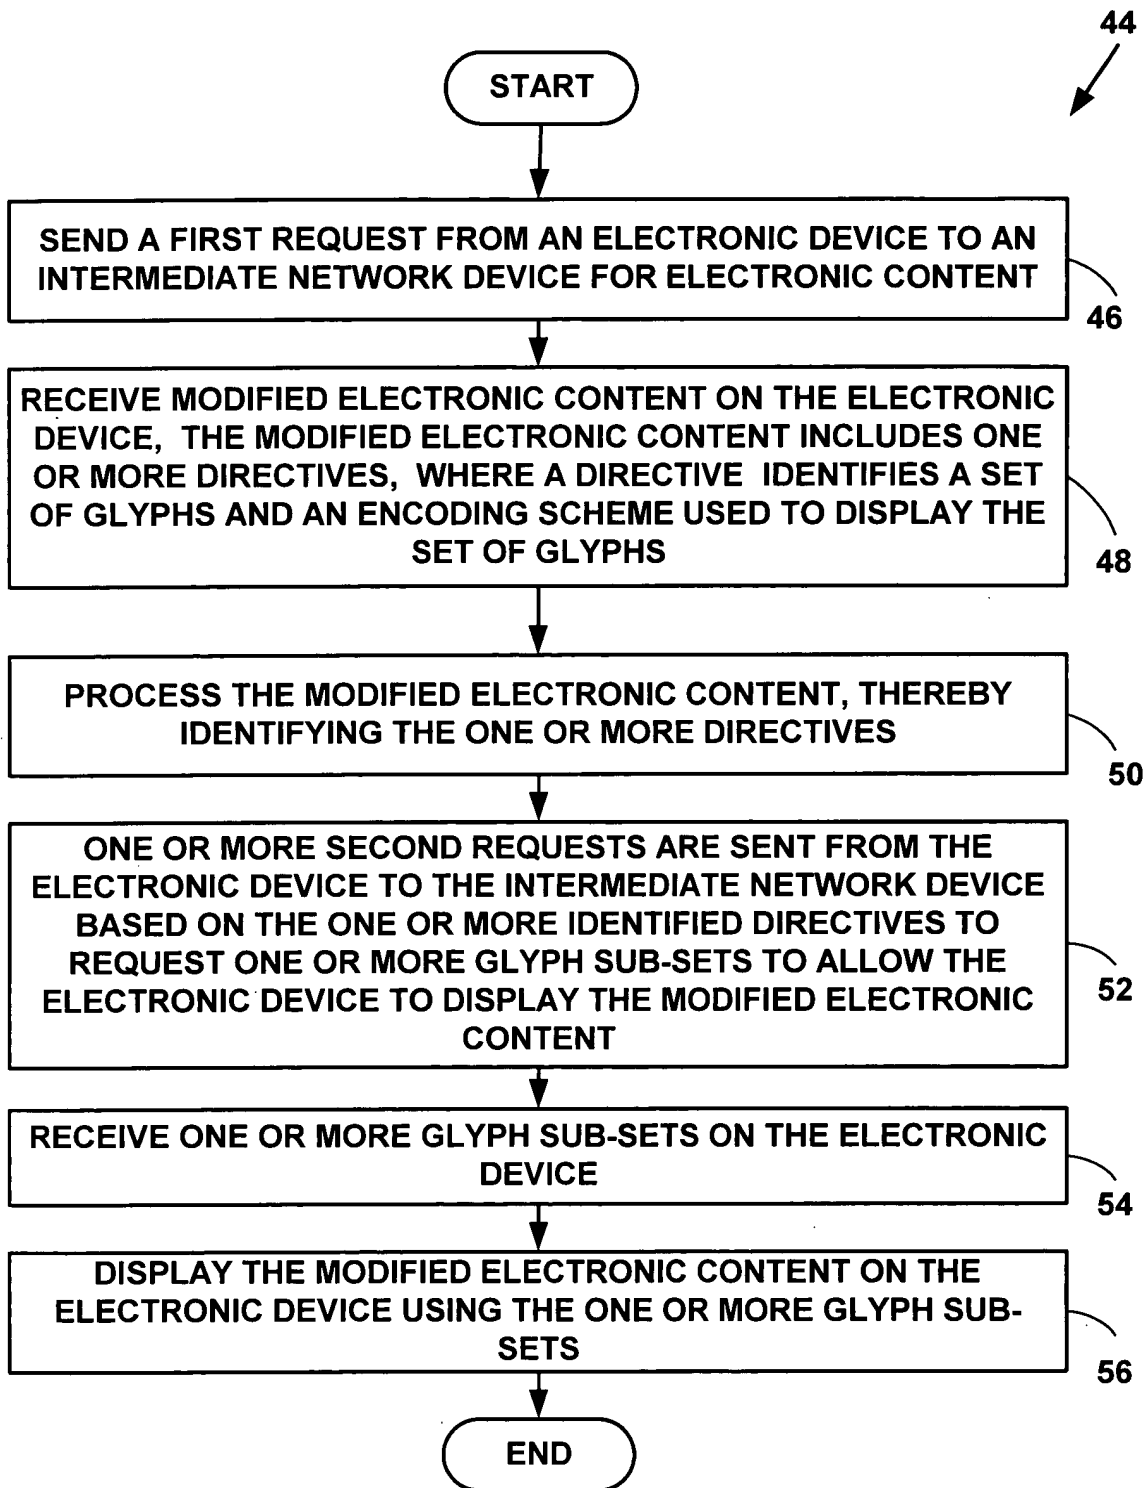 44
START
SEND A FIRST REQUEST FROM AN ELECTRONIC DEVICE TO AN
INTERMEDIATE NETWORK DEVICE FOR ELECTRONIC CONTENT
46
RECEIVE MODIFIED ELECTRONIC CONTENT ON THE ELECTRONIC
DEVICE, THE MODIFIED ELECTRONIC CONTENT INCLUDES ONE
OR MORE DIRECTIVES, WHERE A DIRECTIVE IDENTIFIES A SET
OF GLYPHS AND AN ENCODING SCHEME USED TO DISPLAY THE
SET OF GLYPHS
48
PROCESS THE MODIFIED ELECTRONIC CONTENT, THEREBY
IDENTIFYING THE ONE OR MORE DIRECTIVES
50
ONE OR MORE SECOND REQUESTS ARE SENT FROM THE
ELECTRONIC DEVICE TO THE INTERMEDIATE NETWORK DEVICE
BASED ON THE ONE OR MORE IDENTIFIED DIRECTIVES TO
REQUEST ONE OR MORE GLYPH SUB-SETS TO ALLOW THE
ELECTRONIC DEVICE TO DISPLAY THE MODIFIED ELECTRONIC
CONTENT
52
RECEIVE ONE OR MORE GLYPH SUB-SETS ON THE ELECTRONIC
DEVICE
54
DISPLAY THE MODIFIED ELECTRONIC CONTENT ON THE
ELECTRONIC DEVICE USING THE ONE OR MORE GLYPH SUB-
SETS
56
END